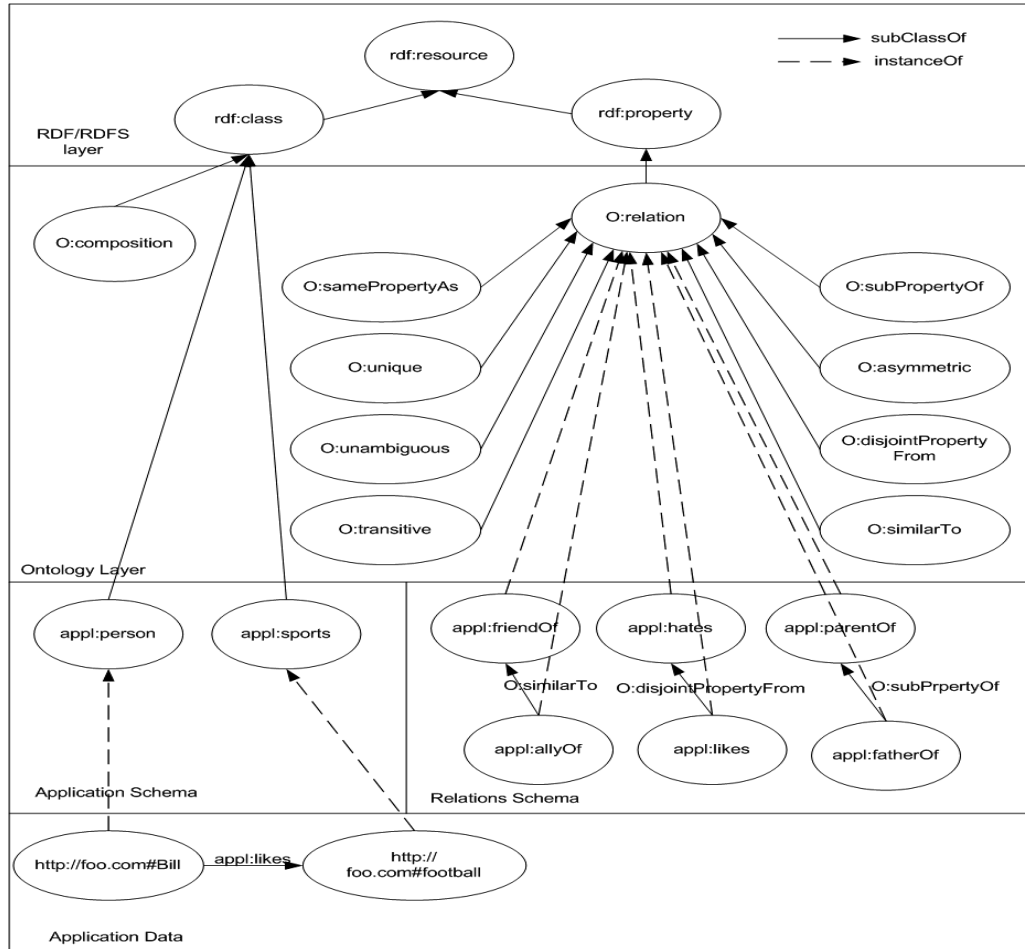 rdf:resource
subClassOf
instanceOf
rdf:class
rdf:property
RDF/RDFS
layer
O:relation
O:composition
O:samePropertyAs
O:subPropertyOf
O:unique
O:asymmetric
O:unambiguous
O:disjointProperty
From
O:transitive
O:similarTo
Ontology Layer
appl:person
appl:sports
appl:friendOf
appl:hates
appl:parentOf
O:similarTo
O:disjointPropertyFrom
O:subPrpertyOf
appl:allyOf
appl:likes
appl:fatherOf
Application Schema
Relations Schema
http://foo.com#Bill
appl:likes
http://
foo.com#football
Application Data